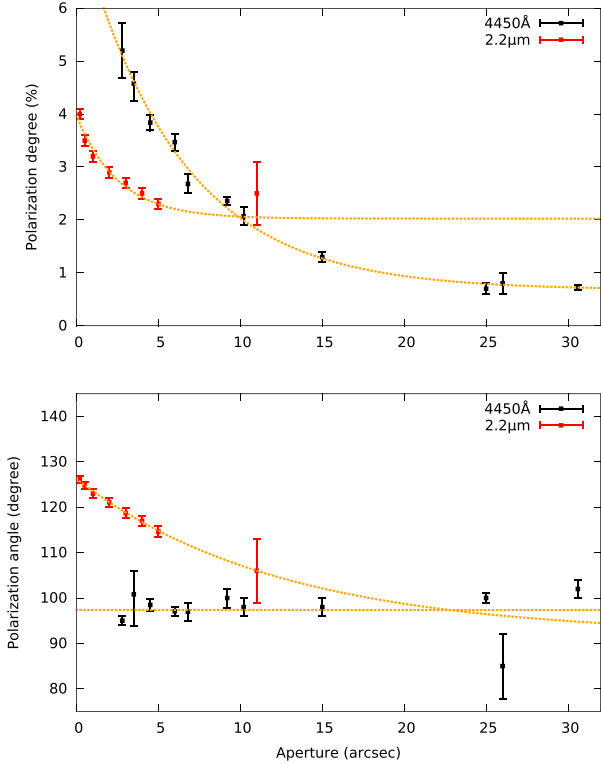 6
5
4
3
2
1
0
Polarization degree (%)
4450Å
2.2μm
0 5 10 15 20 25 30
140
130
120
110
100
90
80
Polarization angle (degree)
4450Å
2.2μm
0 5 10 15 20 25 30
Aperture (arcsec)